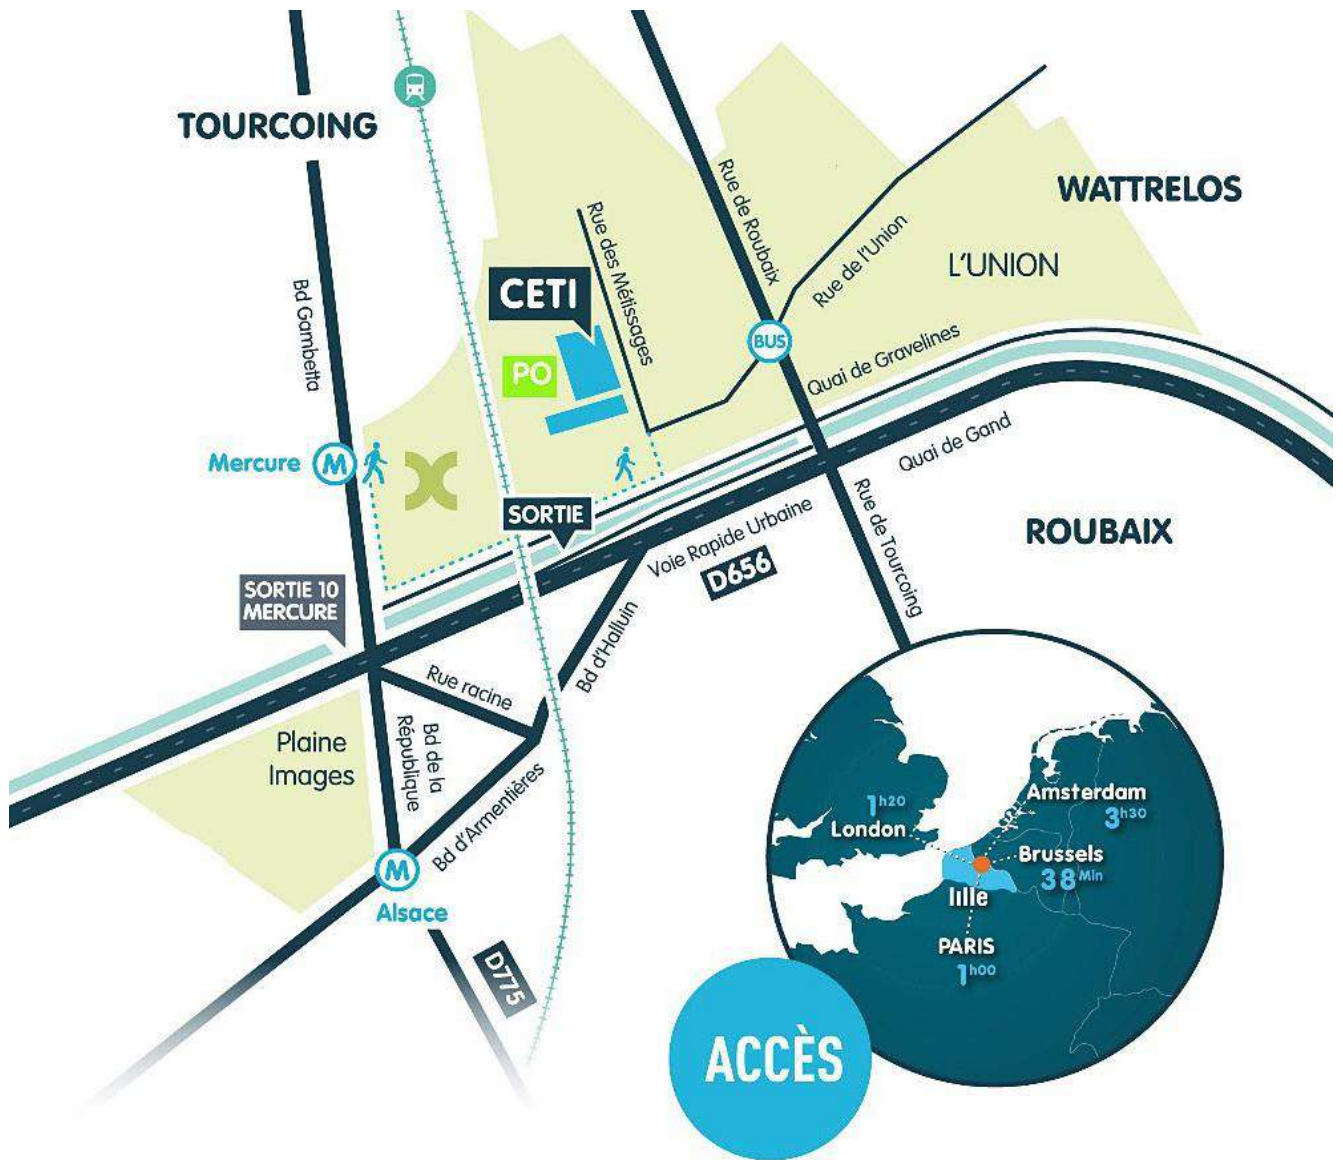 TOURCOING
WATTRELOS
Rue de Roubaix
Rue des Métissages
Rue de l'Union
L'UNION
CETI
Bd Gambetta
BUS
PO
Quai de Gravelines
Mercure
M
Quai de Gand
SORTIE
Voie Rapide Urbaine
Rue de Tourcoing
ROUBAIX
D656
SORTIE 10
MERCURE
Bd d'Halluin
Rue racine
Plaine
Images
Bd de la
République
Bd d'Armentières
M
Alsace
D775
Amsterdam
3h30
1h20
London
Brussels
38Min
lille
PARIS
1h00
ACCÈS